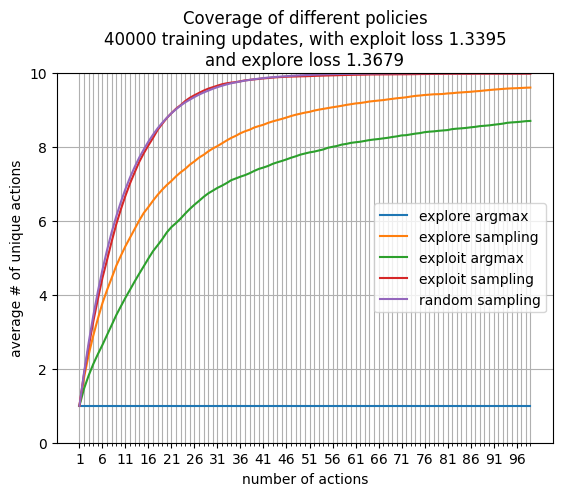 Coverage of different policies
40000 training updates, with exploit loss 1.3395
and explore loss 1.3679
10
8
6
4
2
0
average # of unique actions
explore argmax
explore sampling
exploit argmax
exploit sampling
random sampling
1 6 11 16 21 26 31 36 41 46 51 56 61 66 71 76 81 86 91 96
number of actions